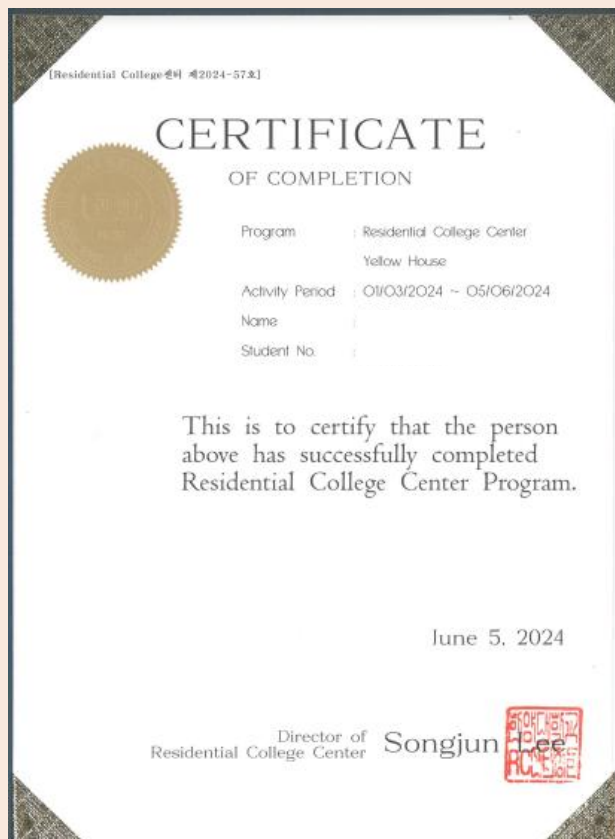 [Residential College센터 제2024-57호]
CERTIFICATE
OF COMPLETION
Program : Residential College Center
Yellow House
Activity Period : 01/03/2024 ~ 05/06/2024
Name :
Student No. :
This is to certify that the person
above has successfully completed
Residential College Center Program.
June 5, 2024
Director of
Residential College Center Songjun Lee